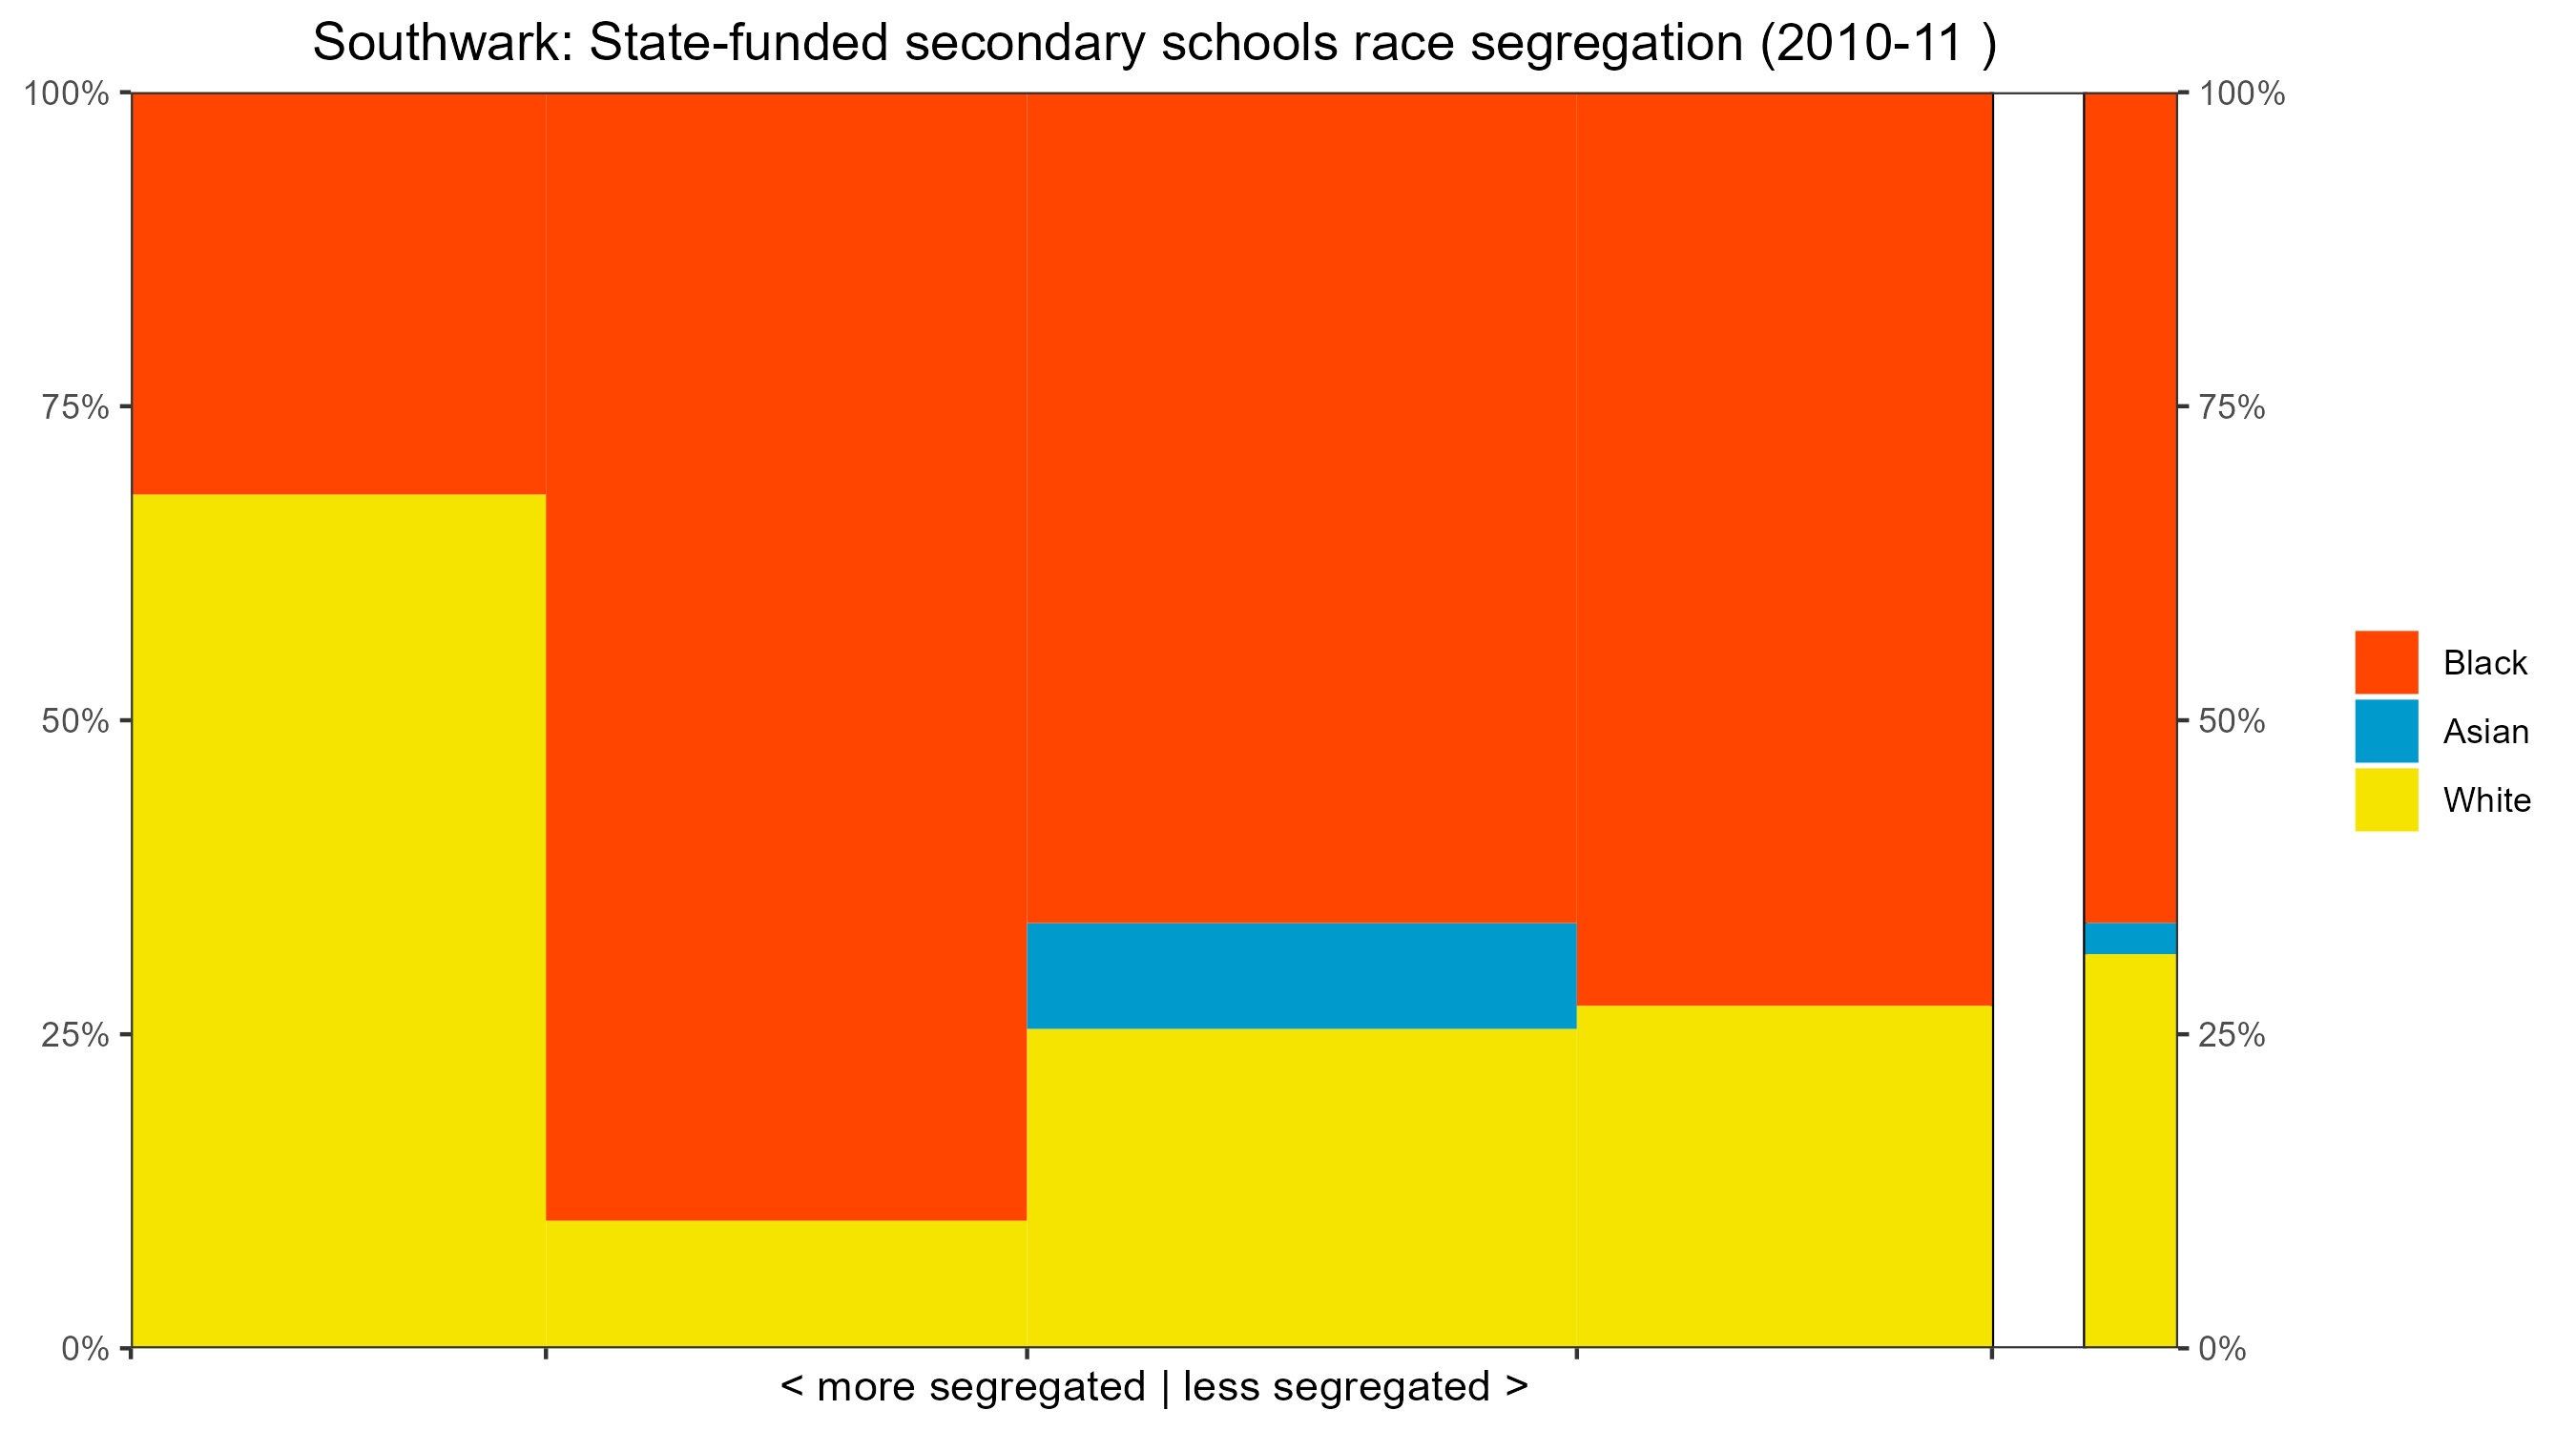 Southwark: State-funded secondary schools race segregation (2010-11 )
100%
75%
50%
25%
0%
100%
75%
50%
25%
0%
< more segregated | less segregated >
Black
Asian
White